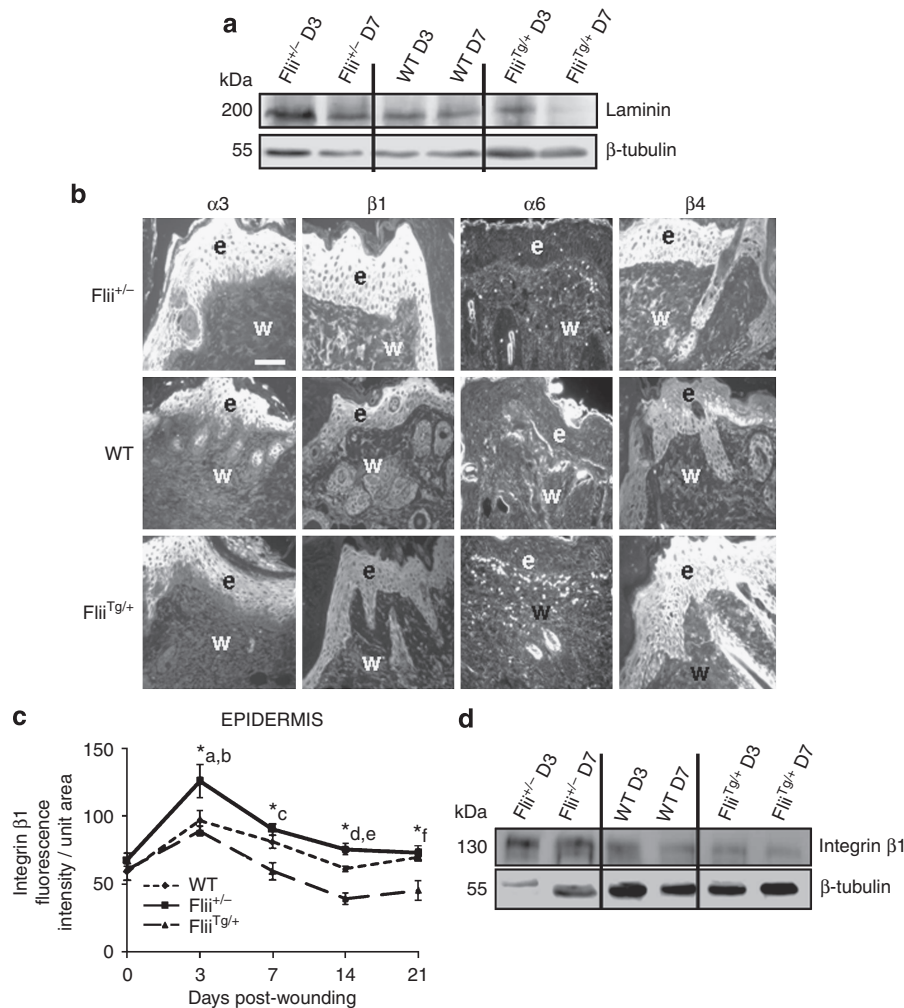 a
Flii+/– D3 Flii+/– D7 WT D3 WT D7 FliiTg/+ D3 FliiTg/+ D7
kDa
200 Laminin
55 β-tubulin
b
α3 β1 α6 β4
Flii+/–
e e e e
w w w w
WT
e e e e
w w w w
FliiTg/+
e e e e
w w w w
c
EPIDERMIS
Integrin β1
fluorescence
intensity / unit area
150
100
50
0
*a,b
*c
*d,e
*f
WT
Flii+/–
FliiTg/+
0 3 7 14 21
Days post-wounding
d
Flii+/– D3 Flii+/– D7 WT D3 WT D7 FliiTg/+ D3 FliiTg/+ D7
kDa
130 Integrin β1
55 β-tubulin